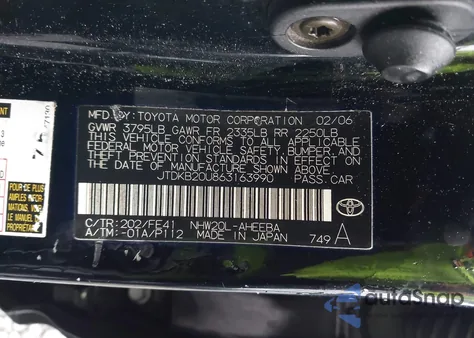 MFD. BY: TOYOTA MOTOR CORPORATION 02/06
GVWR 3795LB GAWR FR 2335LB RR 2250LB
THIS VEHICLE CONFORMS TO ALL APPLICABLE
FEDERAL MOTOR VEHICLE SAFETY, BUMPER, AND
THEFT PREVENTION STANDARDS IN EFFECT ON
THE DATE OF MANUFACTURE SHOWN ABOVE.
JTDKB20U863163990 PASS. CAR
C/TR: 202/FE41 NHW20L-AHEEBA
A/TM: -01A/P112 MADE IN JAPAN 749 A
TOYOTA
autoSnap